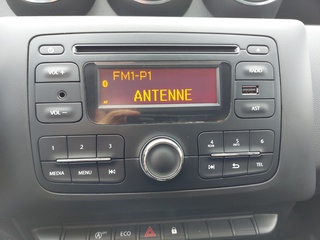 FM1-P1
ANTENNE
VOL +
RADIO
VOL –
AST
1 2 3
4 5 6
MEDIA
MENU
TEL
ECO